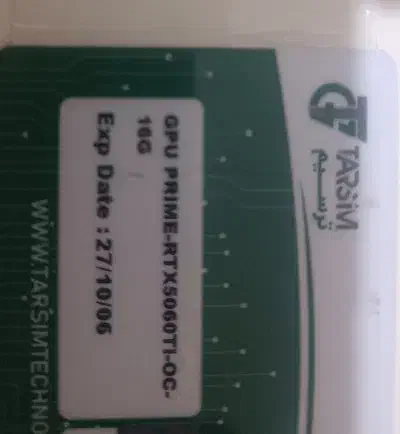 TARSiM
ترسیم
GPU PRIME-RTX5060TI-OC-
16G
Exp Date : 27/10/06
WWW.TARSIMTECHNO